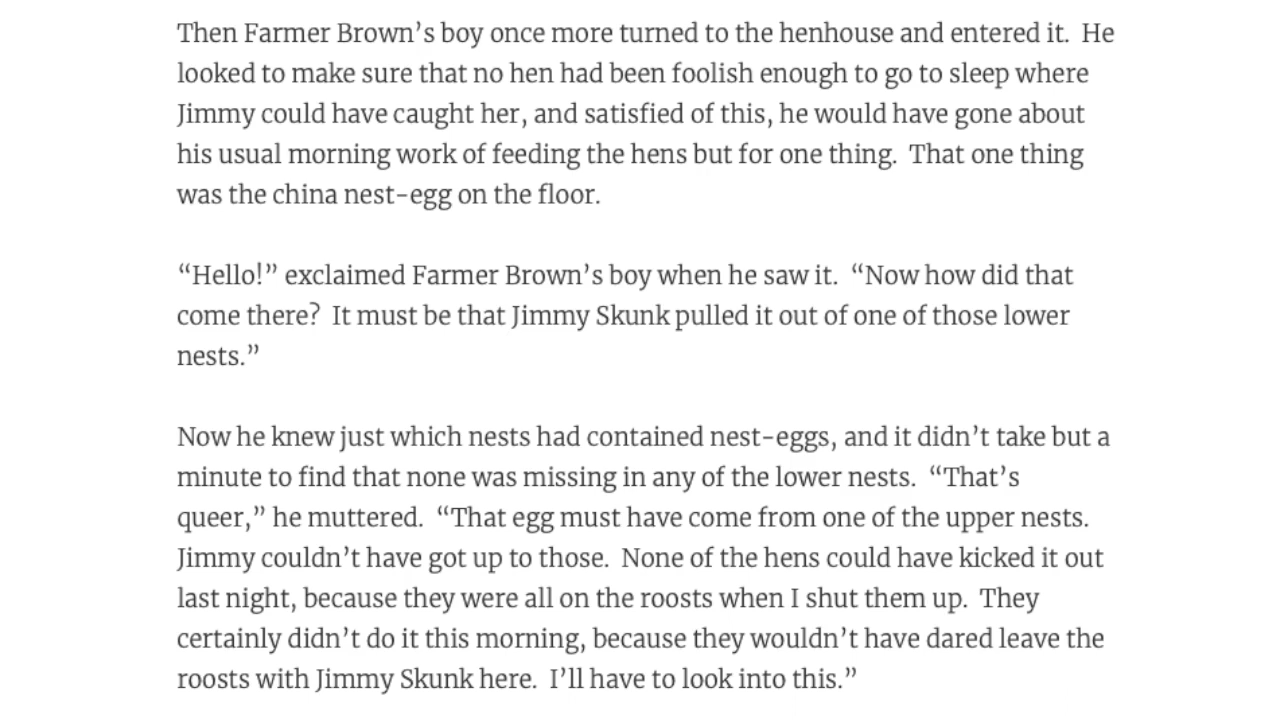 Then Farmer Brown’s boy once more turned to the henhouse and entered it.  He
looked to make sure that no hen had been foolish enough to go to sleep where
Jimmy could have caught her, and satisfied of this, he would have gone about
his usual morning work of feeding the hens but for one thing.  That one thing
was the china nest-egg on the floor.
“Hello!” exclaimed Farmer Brown’s boy when he saw it.  “Now how did that
come there?  It must be that Jimmy Skunk pulled it out of one of those lower
nests.”
Now he knew just which nests had contained nest-eggs, and it didn’t take but a
minute to find that none was missing in any of the lower nests.  “That’s
queer,” he muttered.  “That egg must have come from one of the upper nests.
Jimmy couldn’t have got up to those.  None of the hens could have kicked it out
last night, because they were all on the roosts when I shut them up.  They
certainly didn’t do it this morning, because they wouldn’t have dared leave the
roosts with Jimmy Skunk here.  I’ll have to look into this.”